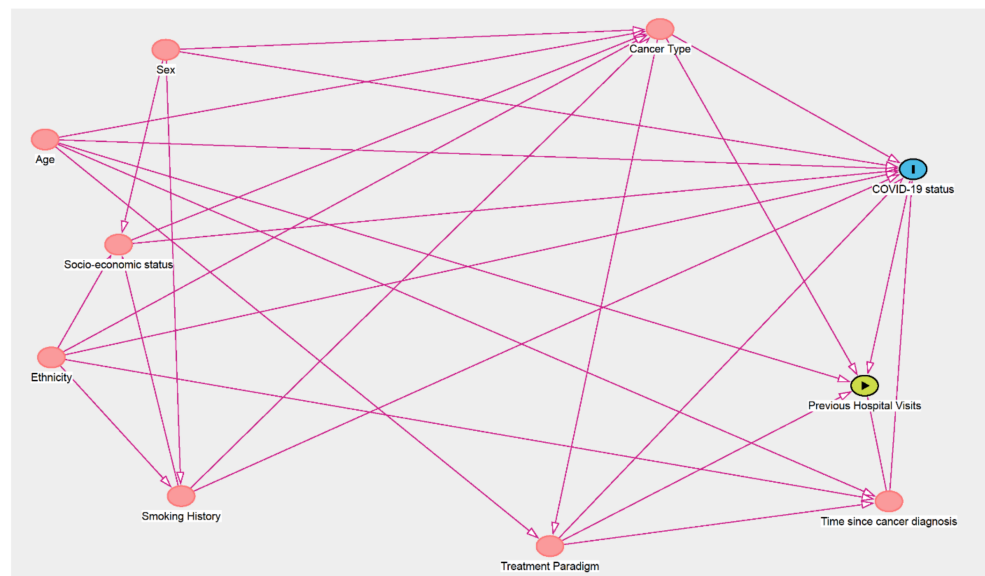 Cancer Type
Sex
Age
COVID-19 status
Socio-economic status
Ethnicity
Previous Hospital Visits
Smoking History
Time since cancer diagnosis
Treatment Paradigm